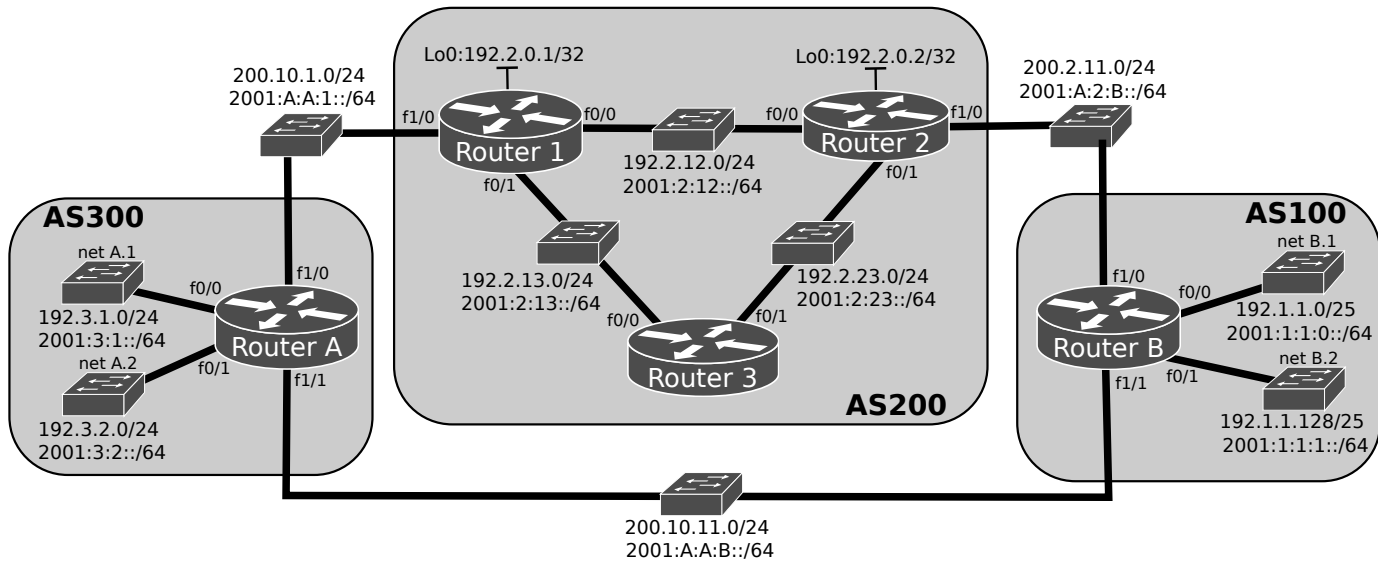 Lo0:192.2.0.1/32
Lo0:192.2.0.2/32
200.10.1.0/24
2001:A:A:1::/64
200.2.11.0/24
2001:A:2:B::/64
f1/0
f0/0
f0/0
f1/0
Router 1
Router 2
192.2.12.0/24
2001:2:12::/64
f0/1
f0/1
AS300
AS100
net A.1
net B.1
192.2.13.0/24
2001:2:13::/64
192.2.23.0/24
2001:2:23::/64
f1/0
f0/0
f1/0
f0/0
192.3.1.0/24
2001:3:1::/64
f0/0
f0/1
192.1.1.0/25
2001:1:1:0::/64
Router A
Router B
Router 3
net A.2
net B.2
f0/1
f1/1
f1/1
f0/1
AS200
192.3.2.0/24
2001:3:2::/64
192.1.1.128/25
2001:1:1:1::/64
200.10.11.0/24
2001:A:A:B::/64